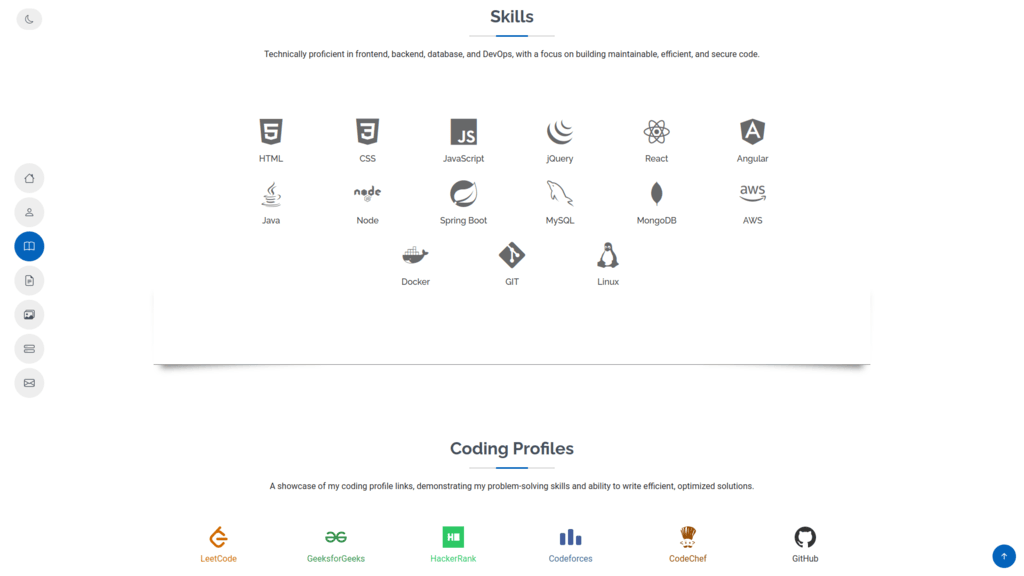 Skills
Technically proficient in frontend, backend, database, and DevOps, with a focus on building maintainable, efficient, and secure code.
HTML
CSS
JS
JavaScript
jQuery
React
Angular
Java
node
Node
Spring Boot
MySQL
MongoDB
aws
AWS
Docker
GIT
Linux
Coding Profiles
A showcase of my coding profile links, demonstrating my problem-solving skills and ability to write efficient, optimized solutions.
LeetCode
GeeksforGeeks
HackerRank
Codeforces
CodeChef
GitHub